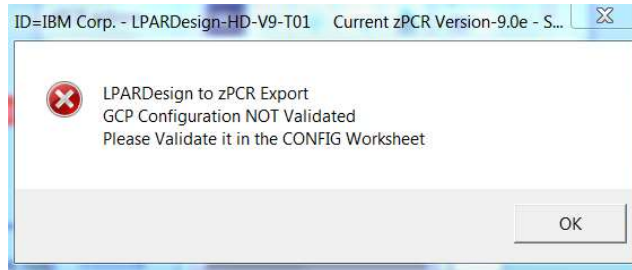 ID=IBM Corp. - LPARDesign-HD-V9-T01 Current zPCR Version-9.0e - S...
LPARDesign to zPCR Export
GCP Configuration NOT Validated
Please Validate it in the CONFIG Worksheet
OK